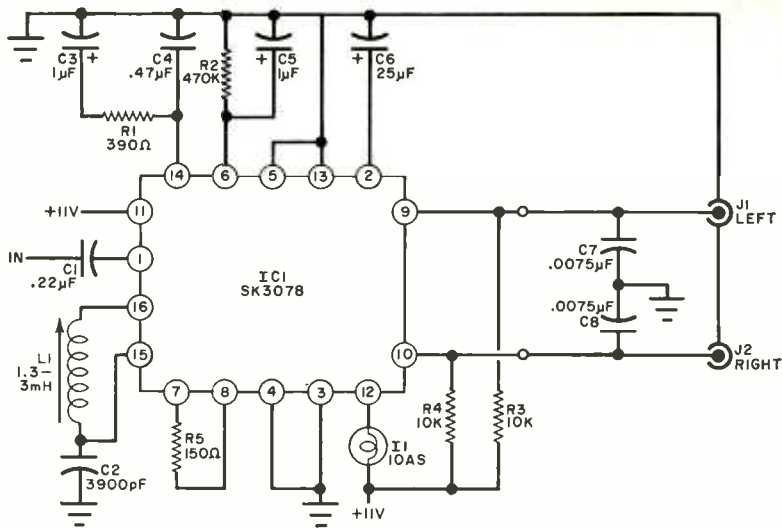 C3
1µF
+
C4
.47µF
R2
470K
+
C5
1µF
+
C6
25µF
R1
390Ω
14
6
5
13
2
+11V
11
9
J1
LEFT
IN
C1
.22µF
1
IC1
SK3078
C7
.0075µF
.0075µF
C8
16
L1
1.3-
3mH
15
10
J2
RIGHT
7
8
4
3
12
R5
150Ω
I1
10AS
R4
10K
R3
10K
C2
3900pF
+11V